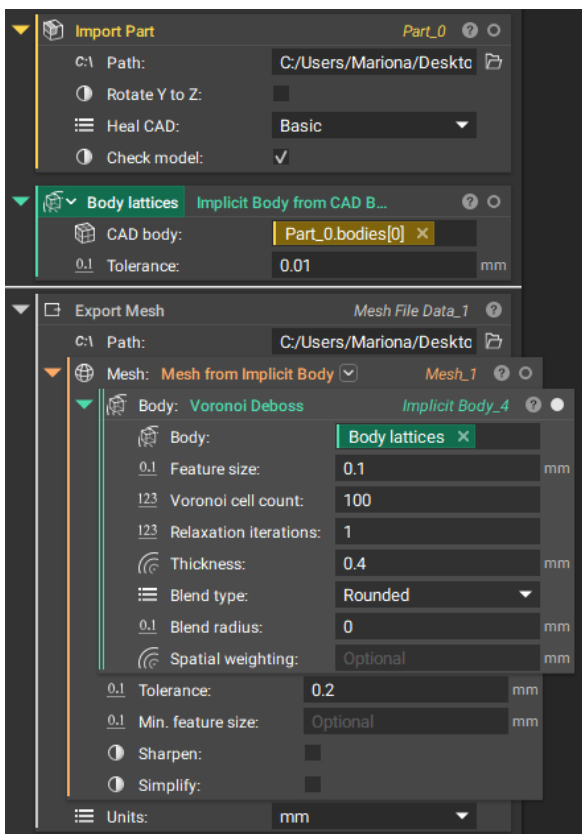 Import Part Part_0
C:\ Path: C:/Users/Mariona/Deskto
Rotate Y to Z:
Heal CAD: Basic
Check model:
Body lattices Implicit Body from CAD B...
CAD body: Part_0.bodies[0] ×
0.1 Tolerance: 0.01 mm
Export Mesh Mesh File Data_1
C:\ Path: C:/Users/Mariona/Deskto
Mesh: Mesh from Implicit Body Mesh_1
Body: Voronoi Deboss Implicit Body_4
Body: Body lattices ×
0.1 Feature size: 0.1 mm
123 Voronoi cell count: 100
123 Relaxation iterations: 1
Thickness: 0.4 mm
Blend type: Rounded
0.1 Blend radius: 0 mm
Spatial weighting: Optional mm
0.1 Tolerance: 0.2 mm
0.1 Min. feature size: Optional mm
Sharpen:
Simplify:
Units: mm